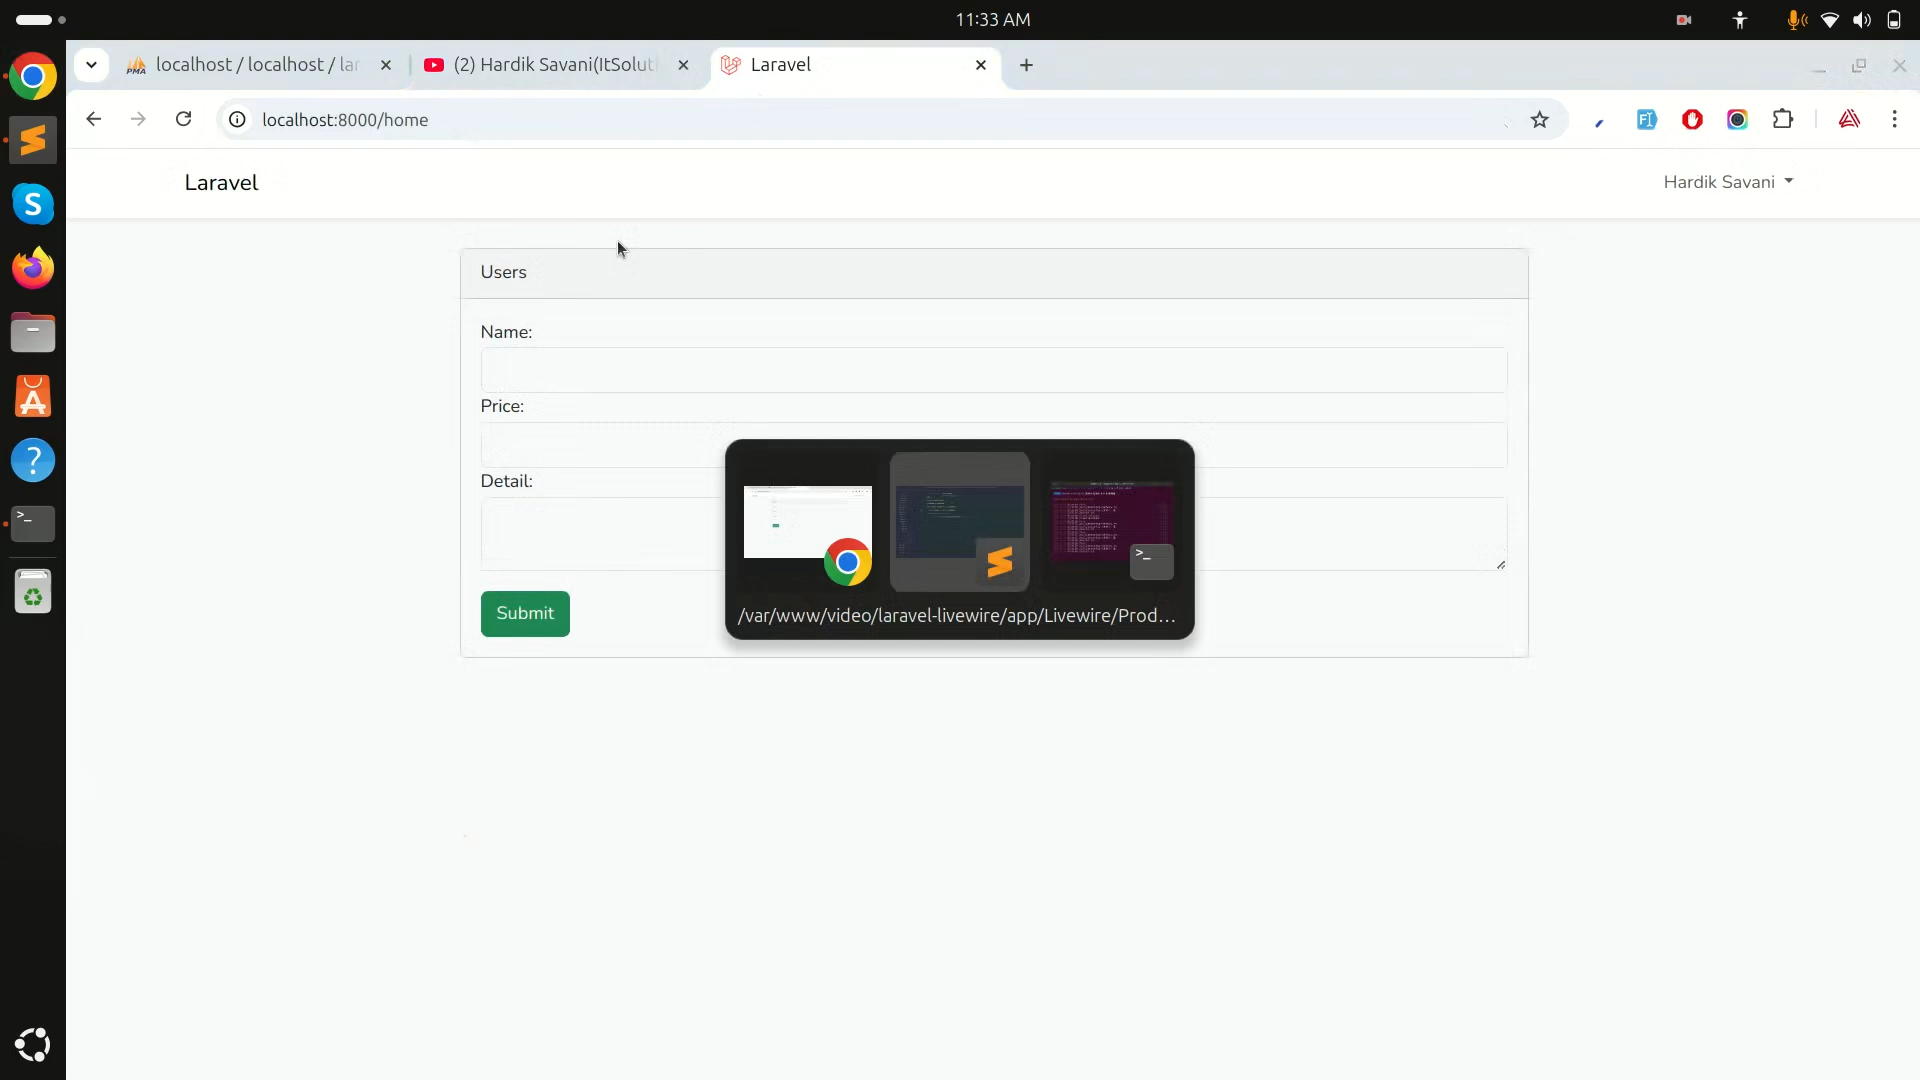 11:33 AM
localhost / localhost / lar
(2) Hardik Savani(ItSoluti
Laravel
localhost:8000/home
Laravel
Hardik Savani
Users
Name:
Price:
Detail:
Submit
/var/www/video/laravel-livewire/app/Livewire/Prod...